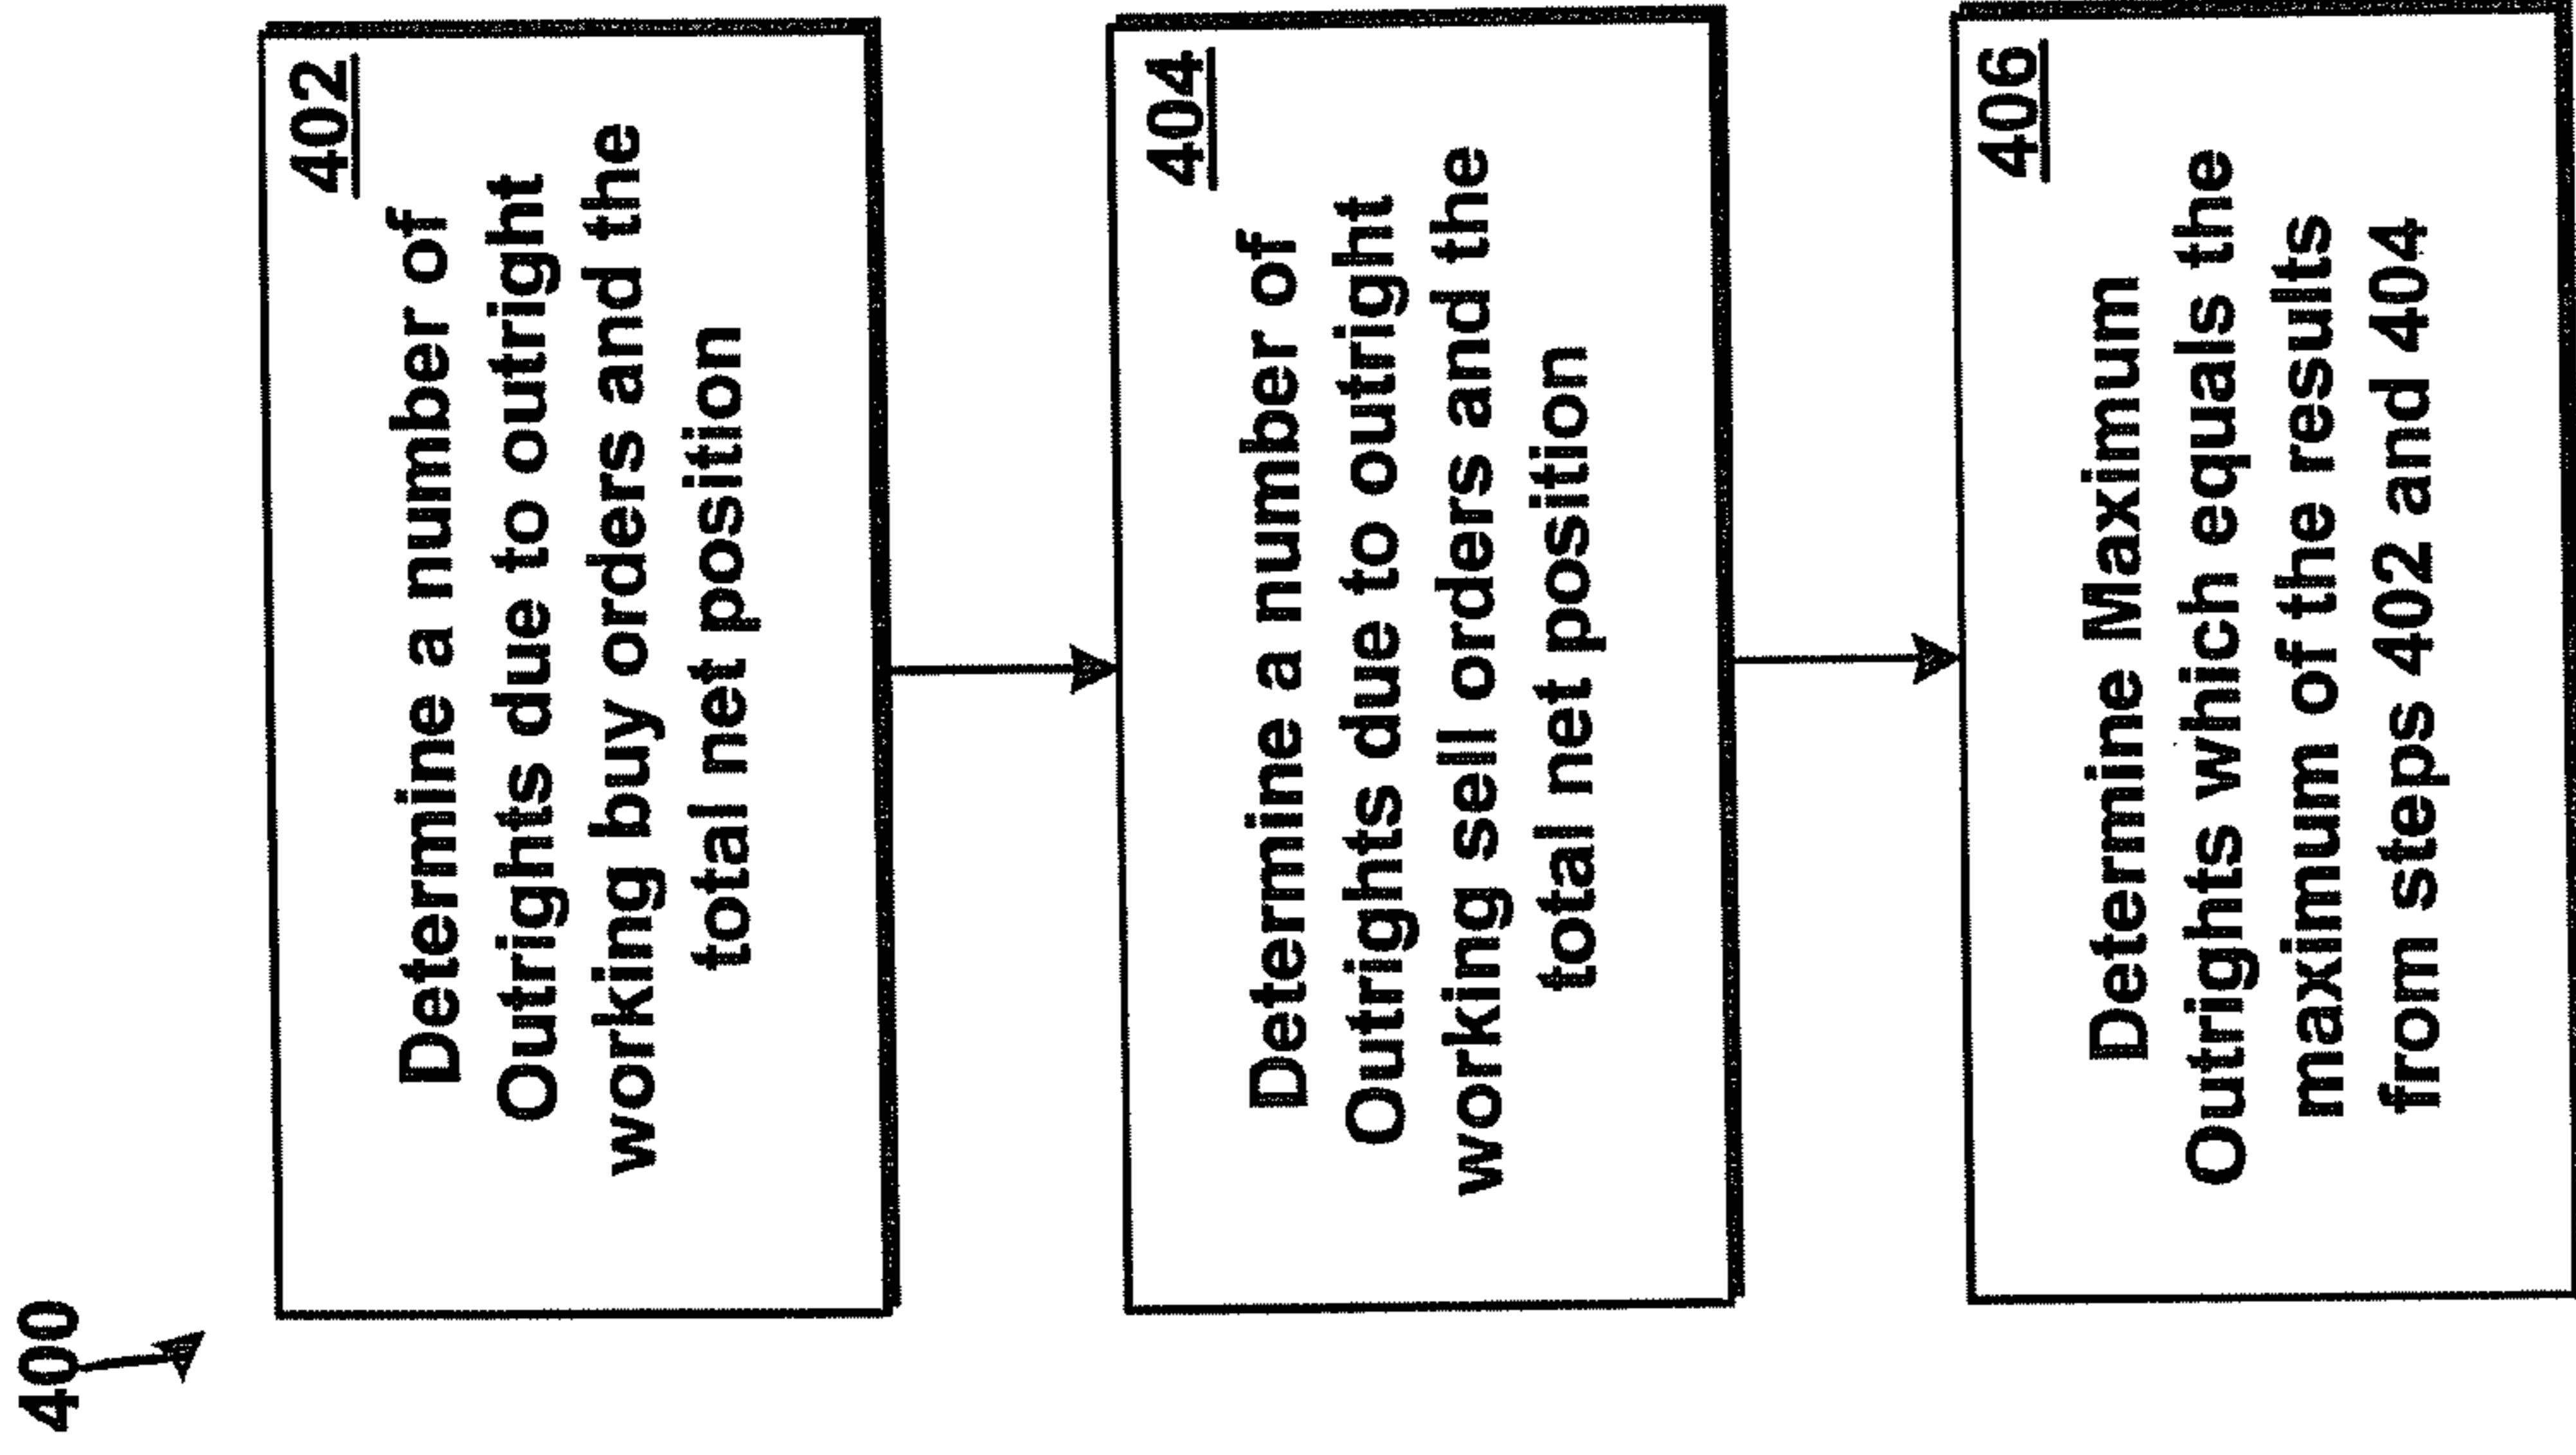 400
402
Determine a number of
Outrights due to outright
working buy orders and the
total net position
404
Determine a number of
Outrights due to outright
working sell orders and the
total net position
406
Determine Maximum
Outrights which equals the
maximum of the results
from steps 402 and 404